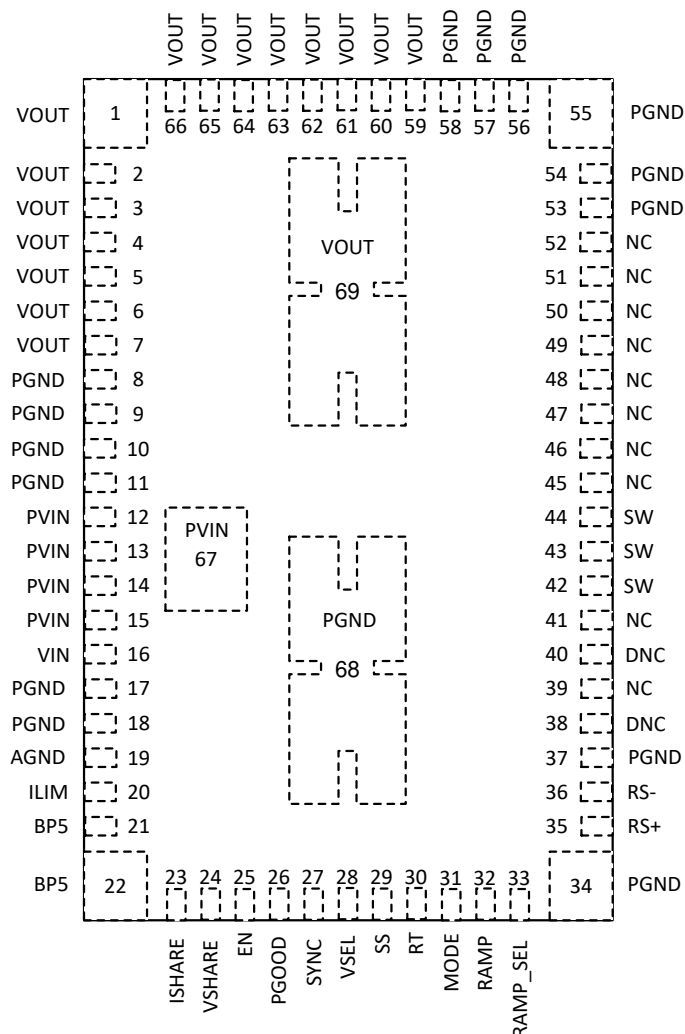 VOUT VOUT VOUT VOUT VOUT VOUT VOUT VOUT PGND PGND PGND
66 65 64 63 62 61 60 59 58 57 56
VOUT 1 55 PGND
VOUT 2 54 PGND
VOUT 3 53 PGND
VOUT 4 52 NC
VOUT
VOUT 5 51 NC
VOUT 6 50 NC
69
VOUT 7 49 NC
PGND 8 48 NC
PGND 9 47 NC
PGND 10 46 NC
PGND 11 45 NC
PVIN 12 44 SW
PVIN
67
PVIN 13 43 SW
PVIN 14 42 SW
PVIN 15 41 NC
PGND
VIN 16 40 DNC
68
PGND 17 39 NC
PGND 18 38 DNC
AGND 19 37 PGND
ILIM 20 36 RS-
BP5 21 35 RS+
BP5 22 34 PGND
23 24 25 26 27 28 29 30 31 32 33
ISHARE VSHARE EN PGOOD SYNC VSEL SS RT MODE RAMP RAMP_SEL